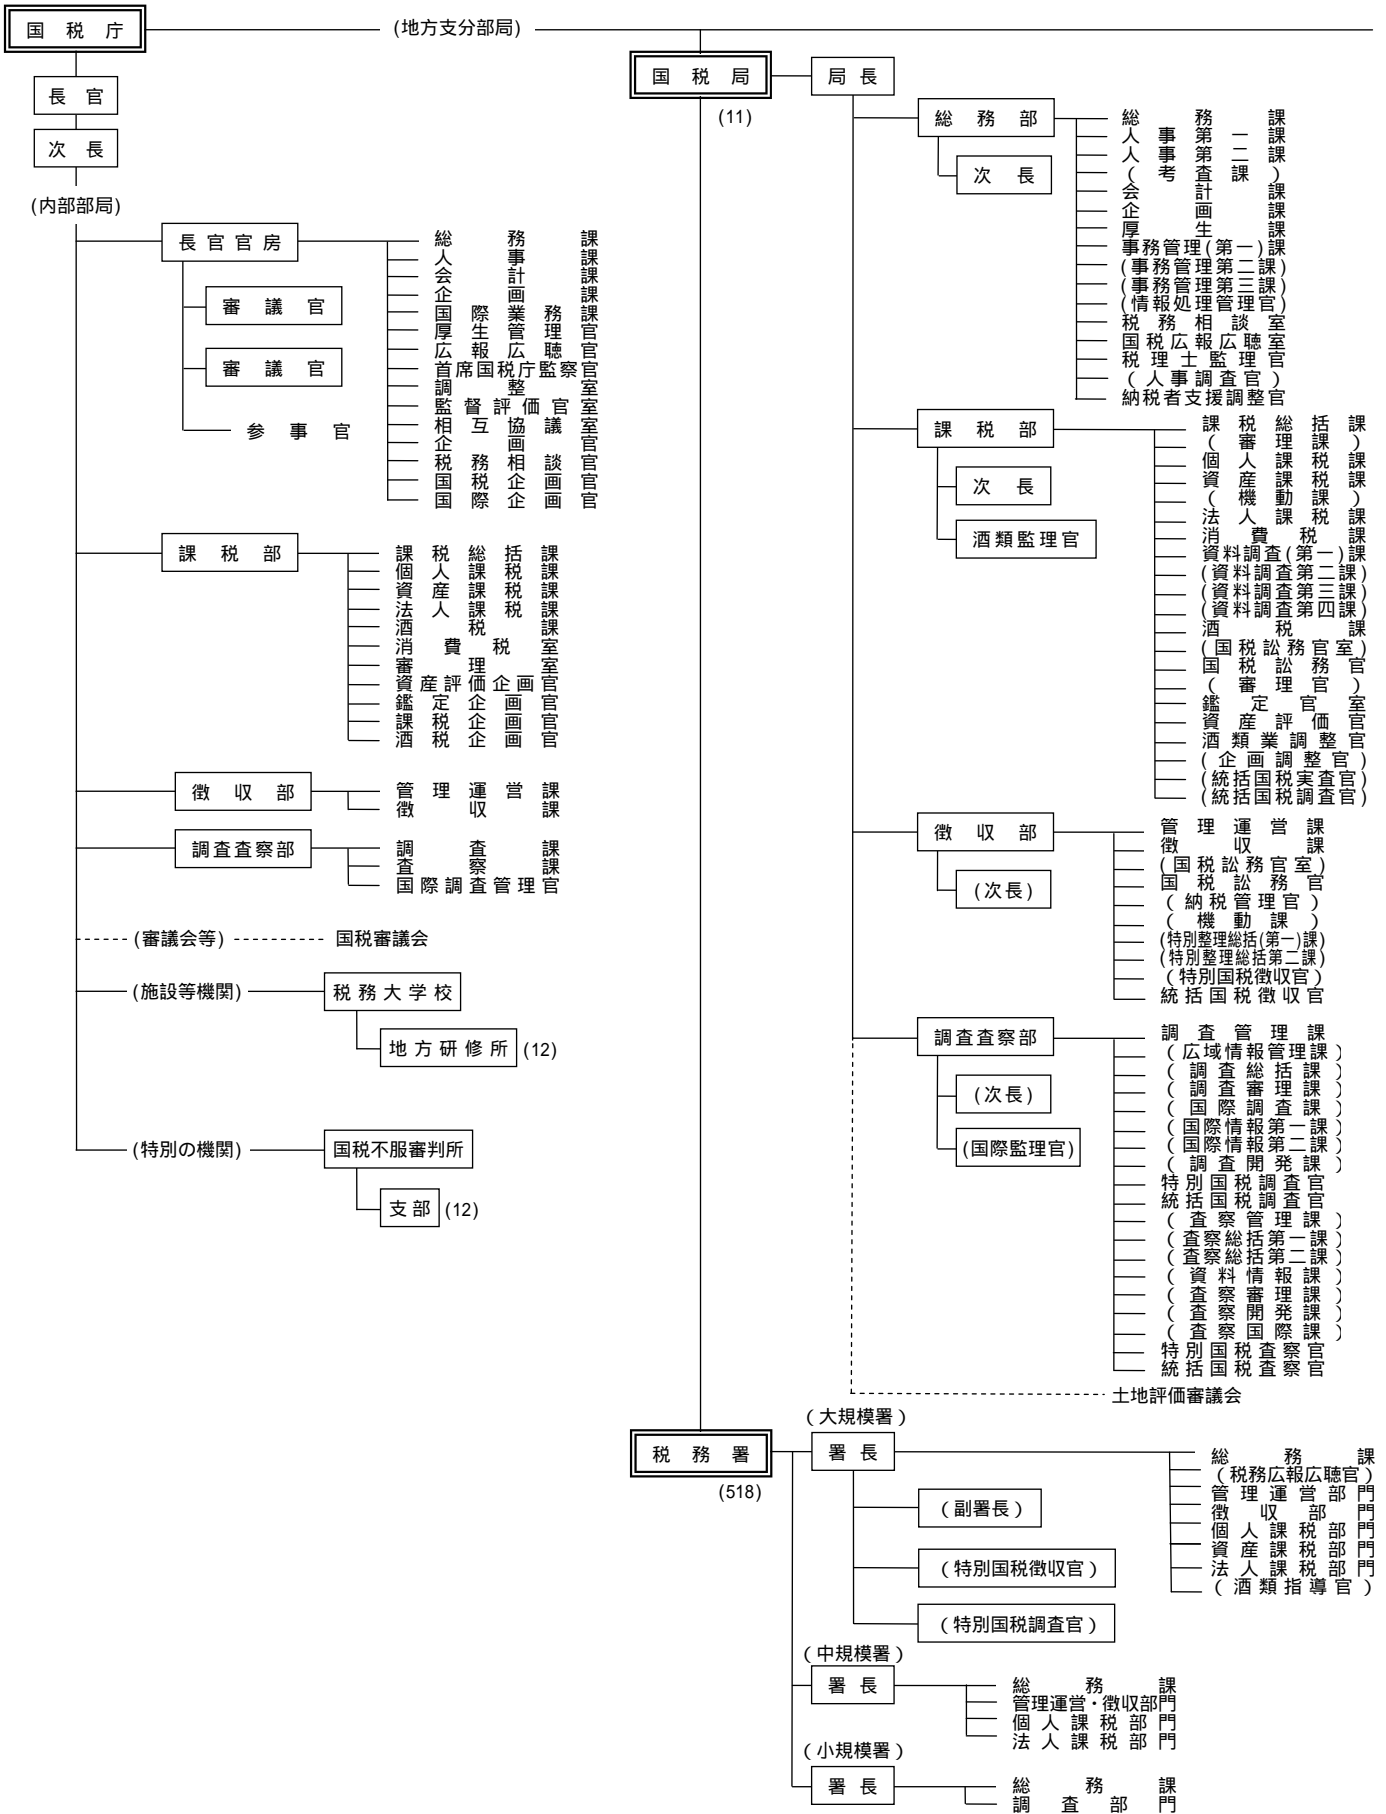 国税庁
(地方支分部局)
長官
次長
(内部部局)
長官官房
審議官
審議官
参事官
総務課
人事課
会計課
企画課
国際業務課
厚生管理官
広報広聴官
首席国税庁監察官
調整室
監督評価官室
相互協議室
企画官
税務相談官
国税企画官
国際企画官
課税部
課税総括課
個人課税課
資産課税課
法人課税課
酒税課
消費税室
審理室
資産評価企画官
鑑定企画官
課税企画官
酒税企画官
徴収部
管理運営課
徴収課
調査査察部
調査課
査察課
国際調査管理官
(審議会等)
国税審議会
(施設等機関)
税務大学校
地方研修所 (12)
(特別の機関)
国税不服審判所
支部 (12)
国税局
(11)
局長
総務部
次長
総務課
人事第一課
人事第二課
(考査課)
会計課
企画課
厚生課
事務管理(第一)課
(事務管理第二課)
(事務管理第三課)
(情報処理管理官)
税務相談室
国税広報広聴室
税理士監理官
(人事調査官)
納税者支援調整官
課税部
次長
酒類監理官
課税総括課
(審理課)
個人課税課
資産課税課
(機動課)
法人課税課
消費税課
資料調査(第一)課
(資料調査第二課)
(資料調査第三課)
(資料調査第四課)
酒税課
(国税訟務官室)
国税訟務官
(審理官)
鑑定官室
資産評価官
酒類業調整官
(企画調整官)
(統括国税実査官)
(統括国税調査官)
徴収部
(次長)
管理運営課
徴収課
(国税訟務官室)
国税訟務官
(納税管理官)
(機動課)
(特別整理総括(第一)課)
(特別整理総括第二課)
(特別国税徴収官)
統括国税徴収官
調査査察部
(次長)
(国際監理官)
調査管理課
(広域情報管理課)
(調査総括課)
(調査審理課)
(国際調査課)
(国際情報第一課)
(国際情報第二課)
(調査開発課)
特別国税調査官
統括国税調査官
(査察管理課)
(査察総括第一課)
(査察総括第二課)
(資料情報課)
(査察審理課)
(査察開発課)
(査察国際課)
特別国税査察官
統括国税査察官
土地評価審議会
税務署
(518)
(大規模署)
署長
(副署長)
(特別国税徴収官)
(特別国税調査官)
総務課
(税務広報広聴官)
管理運営部門
徴収部門
個人課税部門
資産課税部門
法人課税部門
(酒類指導官)
(中規模署)
署長
総務課
管理運営・徴収部門
個人課税部門
法人課税部門
(小規模署)
署長
総務課
調査部門